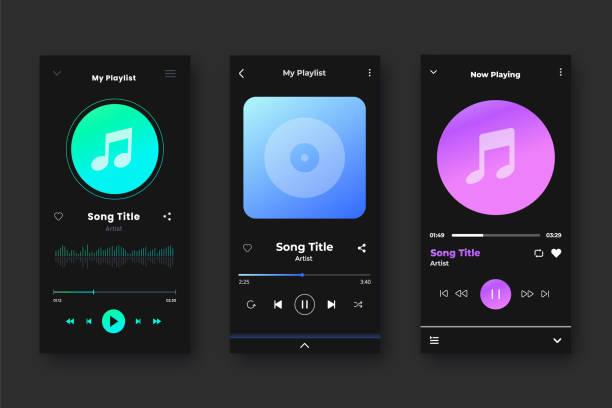 My Playlist
Song Title
Artist
01:12
03:30
My Playlist
Song Title
Artist
2:25
3:40
Now Playing
01:49
03:29
Song Title
Artist